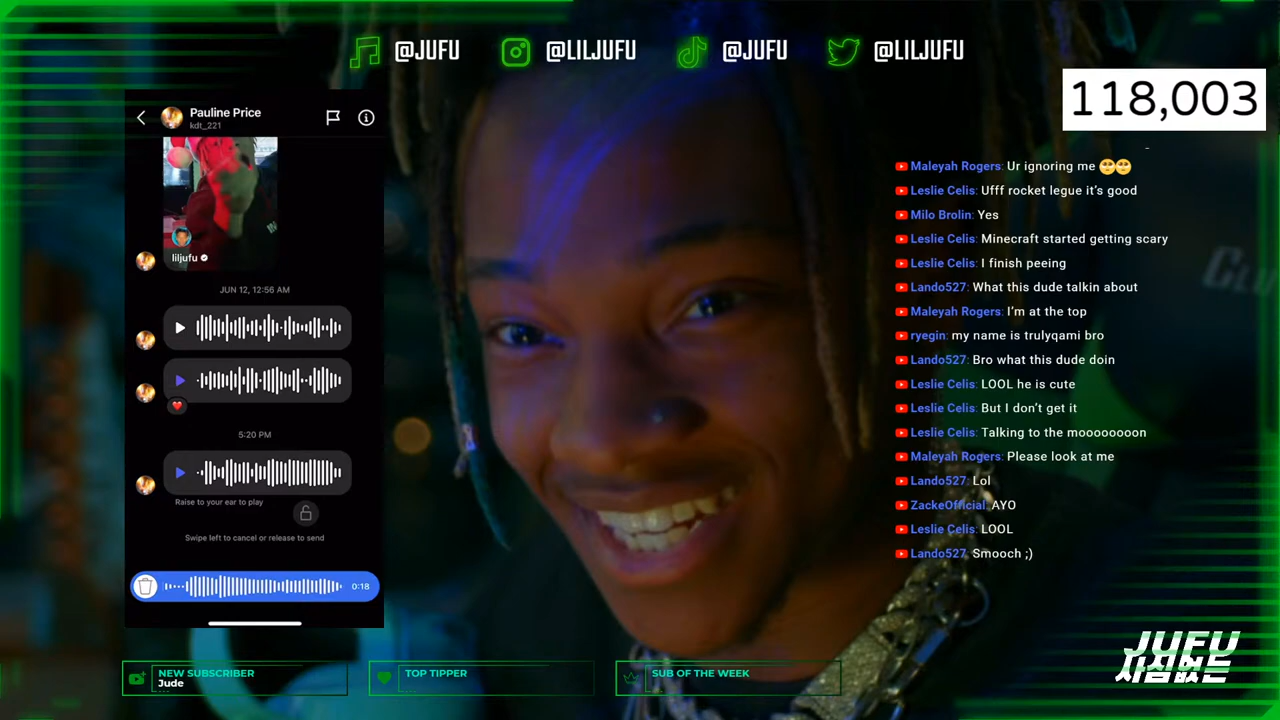 @JUFU
@LILJUFU
@JUFU
@LILJUFU
118,003
Pauline Price
kdt_221
liljufu
JUN 12, 12:56 AM
5:20 PM
Raise to your ear to play
Swipe left to cancel or release to send
0:18
Maleyah Rogers: Ur ignoring me 🥺🥺
Leslie Celis: Ufff rocket legue it’s good
Milo Brolin: Yes
Leslie Celis: Minecraft started getting scary
Leslie Celis: I finish peeing
Lando527: What this dude talkin about
Maleyah Rogers: I’m at the top
ryegin: my name is trulyqami bro
Lando527: Bro what this dude doin
Leslie Celis: LOOL he is cute
Leslie Celis: But I don’t get it
Leslie Celis: Talking to the moooooooon
Maleyah Rogers: Please look at me
Lando527: Lol
ZackeOfficial: AYO
Leslie Celis: LOOL
Lando527: Smooch ;)
NEW SUBSCRIBER
Jude
TOP TIPPER
SUB OF THE WEEK
JUFU